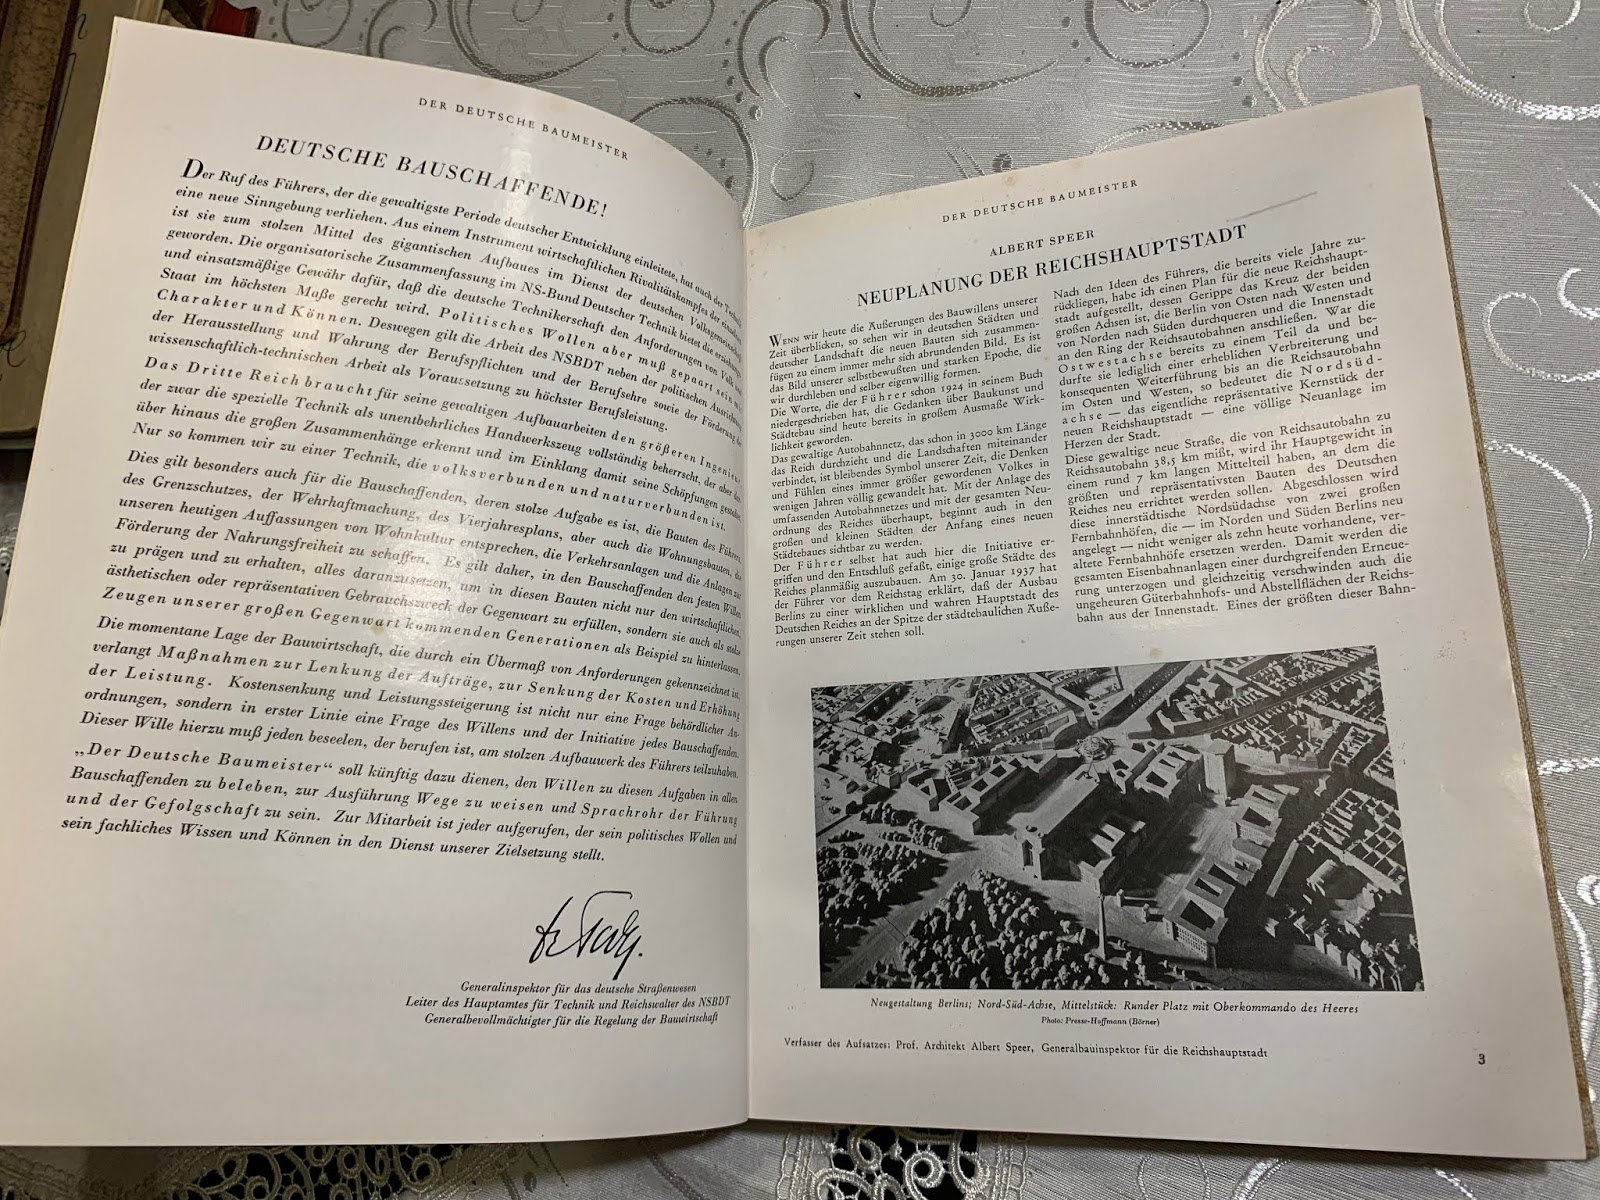 DER DEUTSCHE BAUMEISTER
DEUTSCHE BAUSCHAFFENDE!
Der Ruf des Führers, der die gewaltigste Periode deutscher Entwicklung einleitete, hat auch der Technik
eine neue Sinngebung verliehen. Aus einem Instrument wirtschaftlichen Rivalitätskampfes der einzelnen
ist sie zum stolzen Mittel des gigantischen Aufbaues im Dienst der deutschen Volksgemeinschaft
geworden. Die organisatorische Zusammenfassung im NS-Bund Deutscher Technik bietet die
und einsatzmäßige Gewähr dafür, daß die deutsche Technikerschaft den Anforderungen von Volk und
Staat im höchsten Maße gerecht wird. Politisches Wollen aber muß gepaart sein mit
Charakter und Können. Deswegen gilt die Arbeit des NSBDT neben der politischen Ausrichtung
der Herausstellung und Wahrung der Berufspflichten und der Berufsehre sowie der Förderung der
wissenschaftlich-technischen Arbeit als Voraussetzung zu höchster Berufsleistung.
Das Dritte Reich braucht für seine gewaltigen Aufbauarbeiten den größeren Ingenieur,
der zwar die spezielle Technik als unentbehrliches Handwerkszeug vollständig beherrscht, der aber
über hinaus die großen Zusammenhänge erkennt und im Einklang damit seine Schöpfungen gestaltet.
Nur so kommen wir zu einer Technik, die volksverbunden und naturverbunden ist.
Dies gilt besonders auch für die Bauschaffenden, deren stolze Aufgabe es ist, die Bauten des Führers,
des Grenzschutzes, der Wehrhaftmachung, des Vierjahresplans, aber auch die Wohnungsbauten, die
unseren heutigen Auffassungen von Wohnkultur entsprechen, die Verkehrsanlagen und die Anlagen zur
Förderung der Nahrungsfreiheit zu schaffen. Es gilt daher, in den Bauschaffenden den festen Willen
zu prägen und zu erhalten, alles daranzusetzen, um in diesen Bauten nicht nur den wirtschaftlichen,
ästhetischen oder repräsentativen Gebrauchszweck der Gegenwart zu erfüllen, sondern sie auch als stolze
Zeugen unserer großen Gegenwart kommenden Generationen als Beispiel zu hinterlassen.
Die momentane Lage der Bauwirtschaft, die durch ein Übermaß von Anforderungen gekennzeichnet ist,
verlangt Maßnahmen zur Lenkung der Aufträge, zur Senkung der Kosten und Erhöhung
der Leistung. Kostensenkung und Leistungssteigerung ist nicht nur eine Frage behördlicher An-
ordnungen, sondern in erster Linie eine Frage des Willens und der Initiative jedes Bauschaffenden.
Dieser Wille hierzu muß jeden beseelen, der berufen ist, am stolzen Aufbauwerk des Führers teilzuhaben.
„Der Deutsche Baumeister“ soll künftig dazu dienen, den Willen zu diesen Aufgaben in allen
Bauschaffenden zu beleben, zur Ausführung Wege zu weisen und Sprachrohr der Führung
und der Gefolgschaft zu sein. Zur Mitarbeit ist jeder aufgerufen, der sein politisches Wollen und
sein fachliches Wissen und Können in den Dienst unserer Zielsetzung stellt.
Generalinspektor für das deutsche Straßenwesen
Leiter des Hauptamtes für Technik und Reichswalter des NSBDT
Generalbevollmächtigter für die Regelung der Bauwirtschaft
DER DEUTSCHE BAUMEISTER
ALBERT SPEER
NEUPLANUNG DER REICHSHAUPTSTADT
WENN wir heute die Äußerungen des Bauwillens unserer
Zeit überblicken, so sehen wir in deutschen Städten und
deutscher Landschaft die neuen Bauten sich zusammen-
fügen zu einem immer mehr sich abrundenden Bild. Es ist
das Bild unserer selbstbewußten und starken Epoche, die
wir durchleben und selber eigenwillig formen.
Die Worte, die der Führer schon 1924 in seinem Buch
niedergeschrieben hat, die Gedanken über Baukunst und
Städtbau sind heute bereits in großem Ausmaße Wirk-
lichkeit geworden.
Das gewaltige Autobahnnetz, das schon in 3000 km Länge
das Reich durchzieht und die Landschaften miteinander
verbindet, ist bleibendes Symbol unserer Zeit, die Denken
und Fühlen eines immer größer gewordenen Volkes in
wenigen Jahren völlig gewandelt hat. Mit der Anlage des
umfassenden Autobahnnetzes und mit der gesamten Neu-
ordnung des Reiches überhaupt, beginnt auch in den
großen und kleinen Städten der Anfang eines neuen
Städtebaues sichtbar zu werden.
Der Führer selbst hat auch hier die Initiative er-
griffen und den Entschluß gefaßt, einige große Städte des
Reiches planmäßig auszubauen. Am 30. Januar 1937 hat
der Führer vor dem Reichstag erklärt, daß der Ausbau
Berlins zu einer wirklichen und wahren Hauptstadt des
Deutschen Reiches an der Spitze der städtebaulichen Äuße-
rungen unserer Zeit stehen soll.
Nach den Ideen des Führers, die bereits viele Jahre zu-
rückliegen, habe ich einen Plan für die neue Reichshaupt-
stadt aufgestellt, dessen Gerippe das Kreuz der beiden
großen Achsen ist, die Berlin von Osten nach Westen und
von Norden nach Süden durchqueren und die Innenstadt
an den Ring der Reichsautobahnen anschließen. War die
Ostwestachse bereits zu einem Teil da und be-
durfte sie lediglich einer erheblichen Verbreiterung und
konsequenten Weiterführung bis an die Reichsautobahn
im Osten und Westen, so bedeutet die Nordsüd-
achse — das eigentliche repräsentative Kernstück der
neuen Reichshauptstadt — eine völlige Neuanlage im
Herzen der Stadt.
Diese gewaltige neue Straße, die von Reichsautobahn zu
Reichsautobahn 38,5 km mißt, wird ihr Hauptgewicht in
einem rund 7 km langen Mittelteil haben, an dem die
größten und repräsentativsten Bauten des Deutschen
Reiches neu errichtet werden sollen. Abgeschlossen wird
diese innerstädtische Nordsüdachse von zwei großen
Fernbahnhöfen, die — im Norden und Süden Berlins neu
angelegt — nicht weniger als zehn heute vorhandene, ver-
altete Fernbahnhöfe ersetzen werden. Damit werden die
gesamten Eisenbahnanlagen einer durchgreifenden Erneue-
rung unterzogen und gleichzeitig verschwinden auch die
ungeheuren Güterbahnhofs- und Abstellflächen der Reichs-
bahn aus der Innenstadt. Eines der größten dieser Bahn-
Neugestaltung Berlins; Nord-Süd-Achse, Mittelstück: Runder Platz mit Oberkommando des Heeres
Photo: Presse-Hoffmann (Börner)
Verfasser des Aufsatzes: Prof. Architekt Albert Speer, Generalbauinspektor für die Reichshauptstadt
3